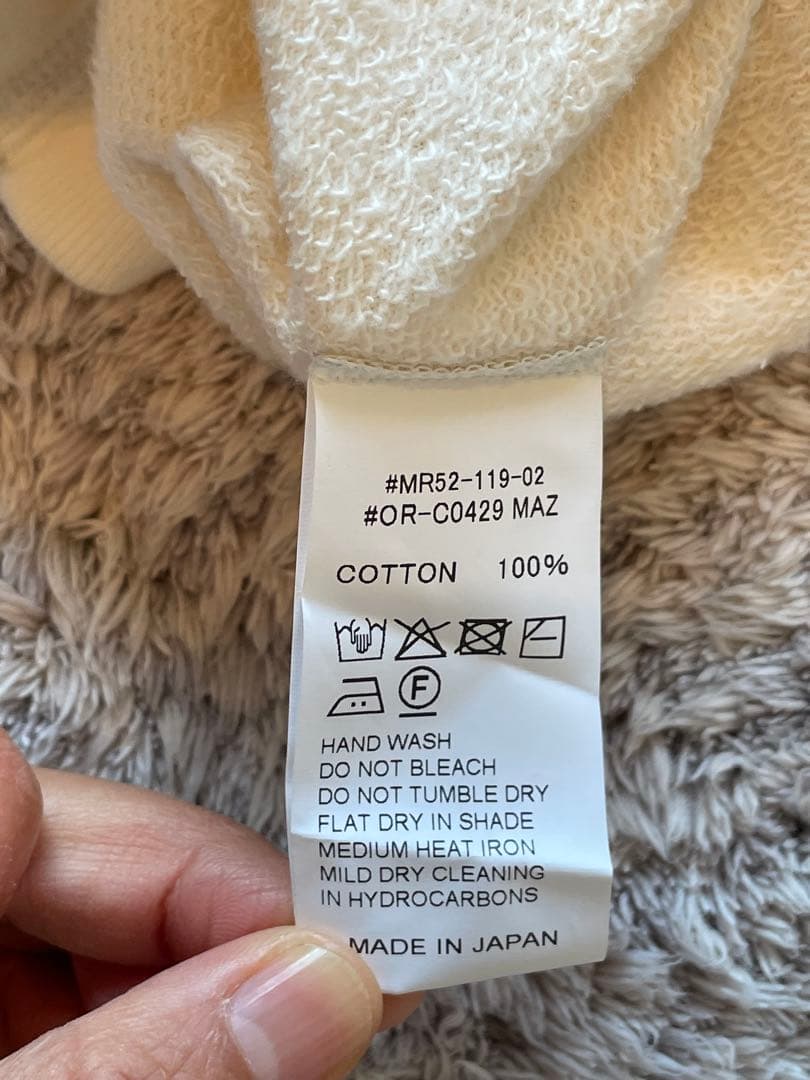 #MR52-119-02
#OR-C0429 MAZ
COTTON 100%
F
HAND WASH
DO NOT BLEACH
DO NOT TUMBLE DRY
FLAT DRY IN SHADE
MEDIUM HEAT IRON
MILD DRY CLEANING
IN HYDROCARBONS
MADE IN JAPAN